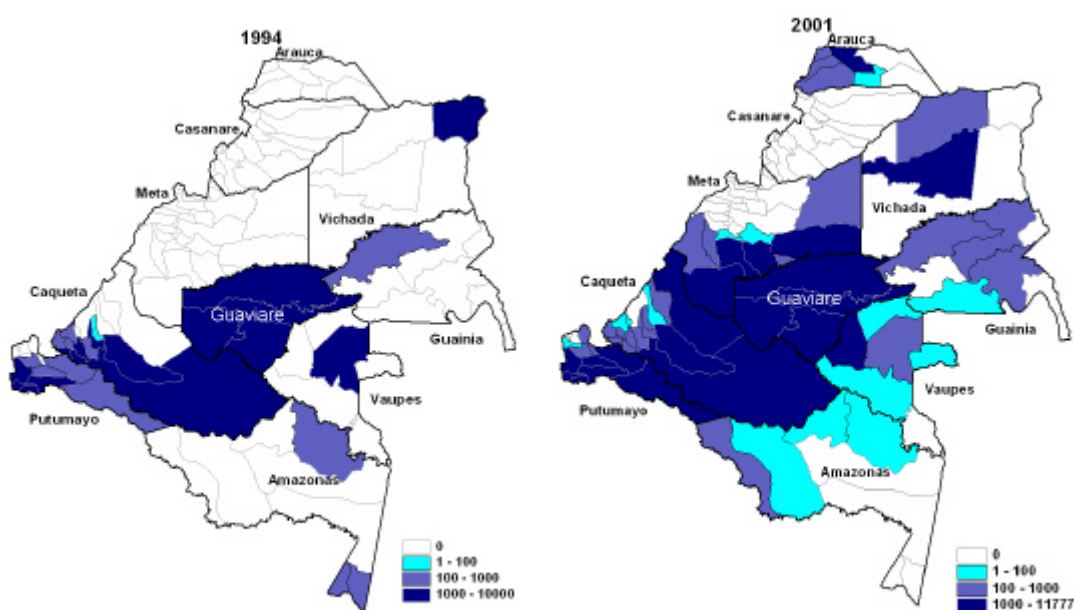 1994
Arauca
Casanare
Meta
Vichada
Caqueta
Guaviare
Guainia
Putumayo
Vaupes
Amazonas
0
1 - 100
100 - 1000
1000 - 10000
2001
Arauca
Casanare
Meta
Vichada
Caqueta
Guaviare
Guainia
Putumayo
Vaupes
Amazonas
0
1 - 100
100 - 1000
1000 - 11777